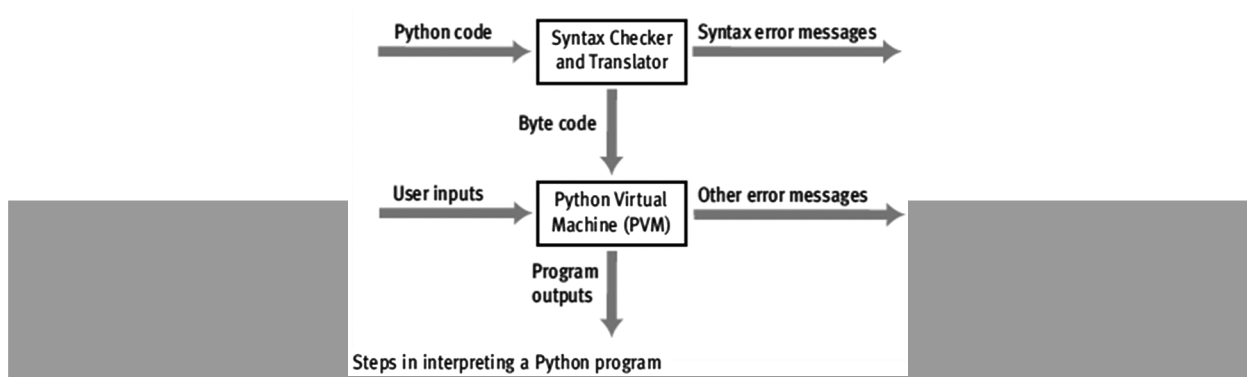 Python code
Syntax Checker
and Translator
Syntax error messages
Byte code
User inputs
Python Virtual
Machine (PVM)
Other error messages
Program
outputs
Steps in interpreting a Python program